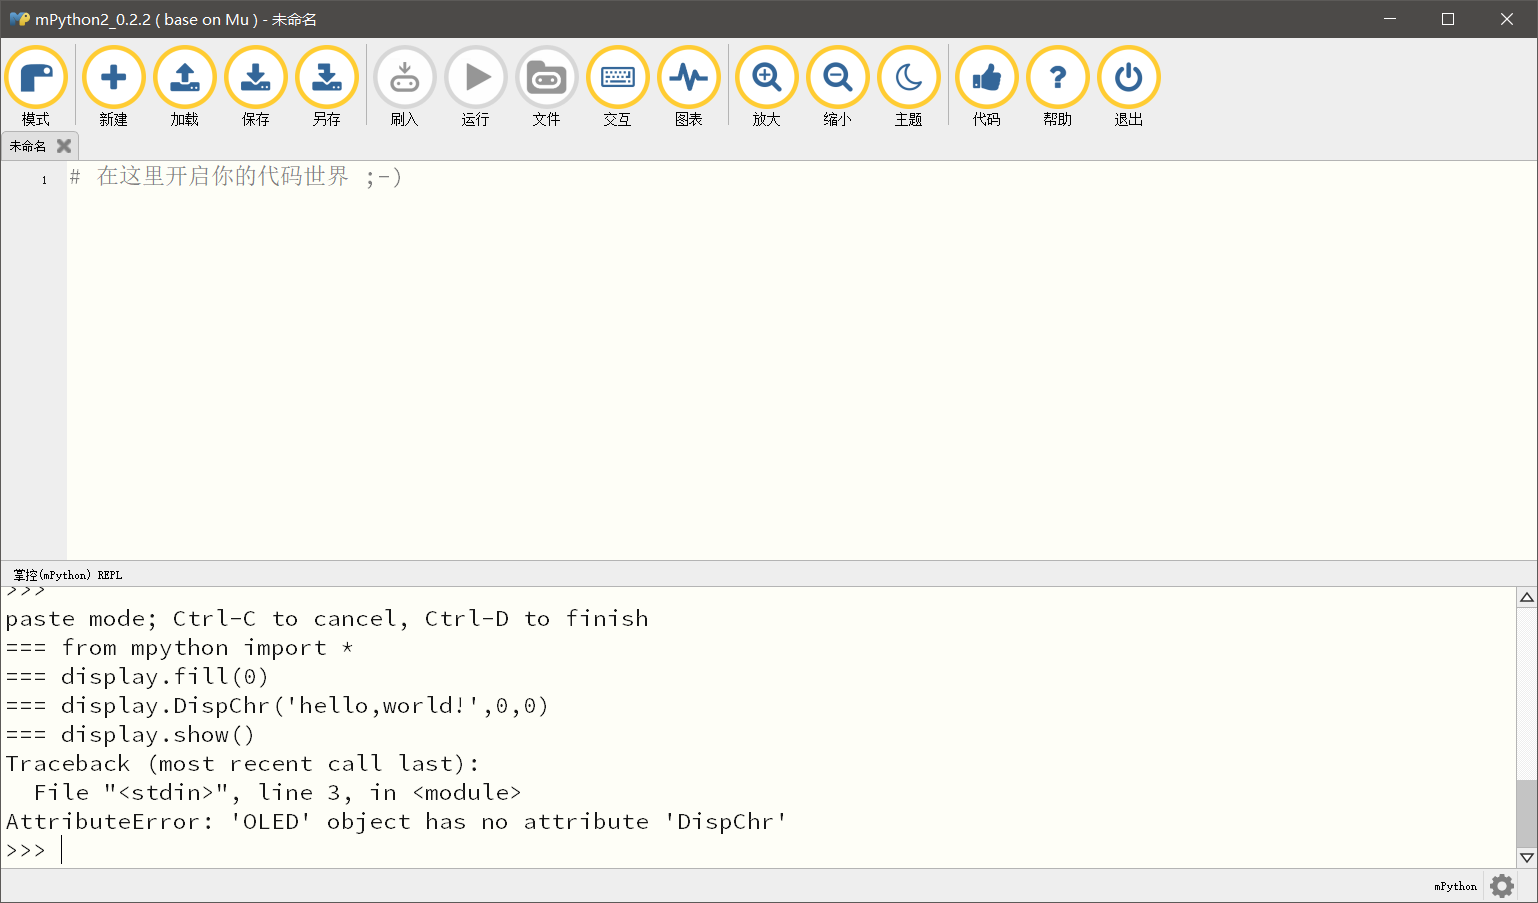 mPython2_0.2.2 ( base on Mu ) - 未命名
模式 新建 加载 保存 另存 刷入 运行 文件 交互 图表 放大 缩小 主题 代码 帮助 退出
未命名
1 # 在这里开启你的代码世界 ;-)
掌控(mPython) REPL
>>>
paste mode; Ctrl-C to cancel, Ctrl-D to finish
=== from mpython import *
=== display.fill(0)
=== display.DispChr('hello,world!',0,0)
=== display.show()
Traceback (most recent call last):
  File "<stdin>", line 3, in <module>
AttributeError: 'OLED' object has no attribute 'DispChr'
>>>
mPython